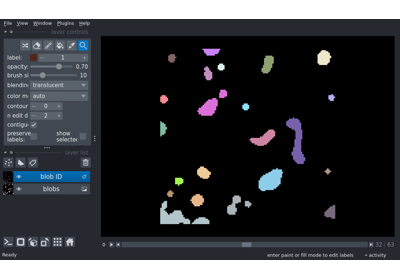 File View Window Plugins Help
layer controls
label: 1
opacity: 0.70
brush si 10
blending translucent
color m auto
contour 0
n edit d 2
contigu
preserve labels show selected
layer list
blob ID
blobs
32 63
Ready enter paint or fill mode to edit labels activity